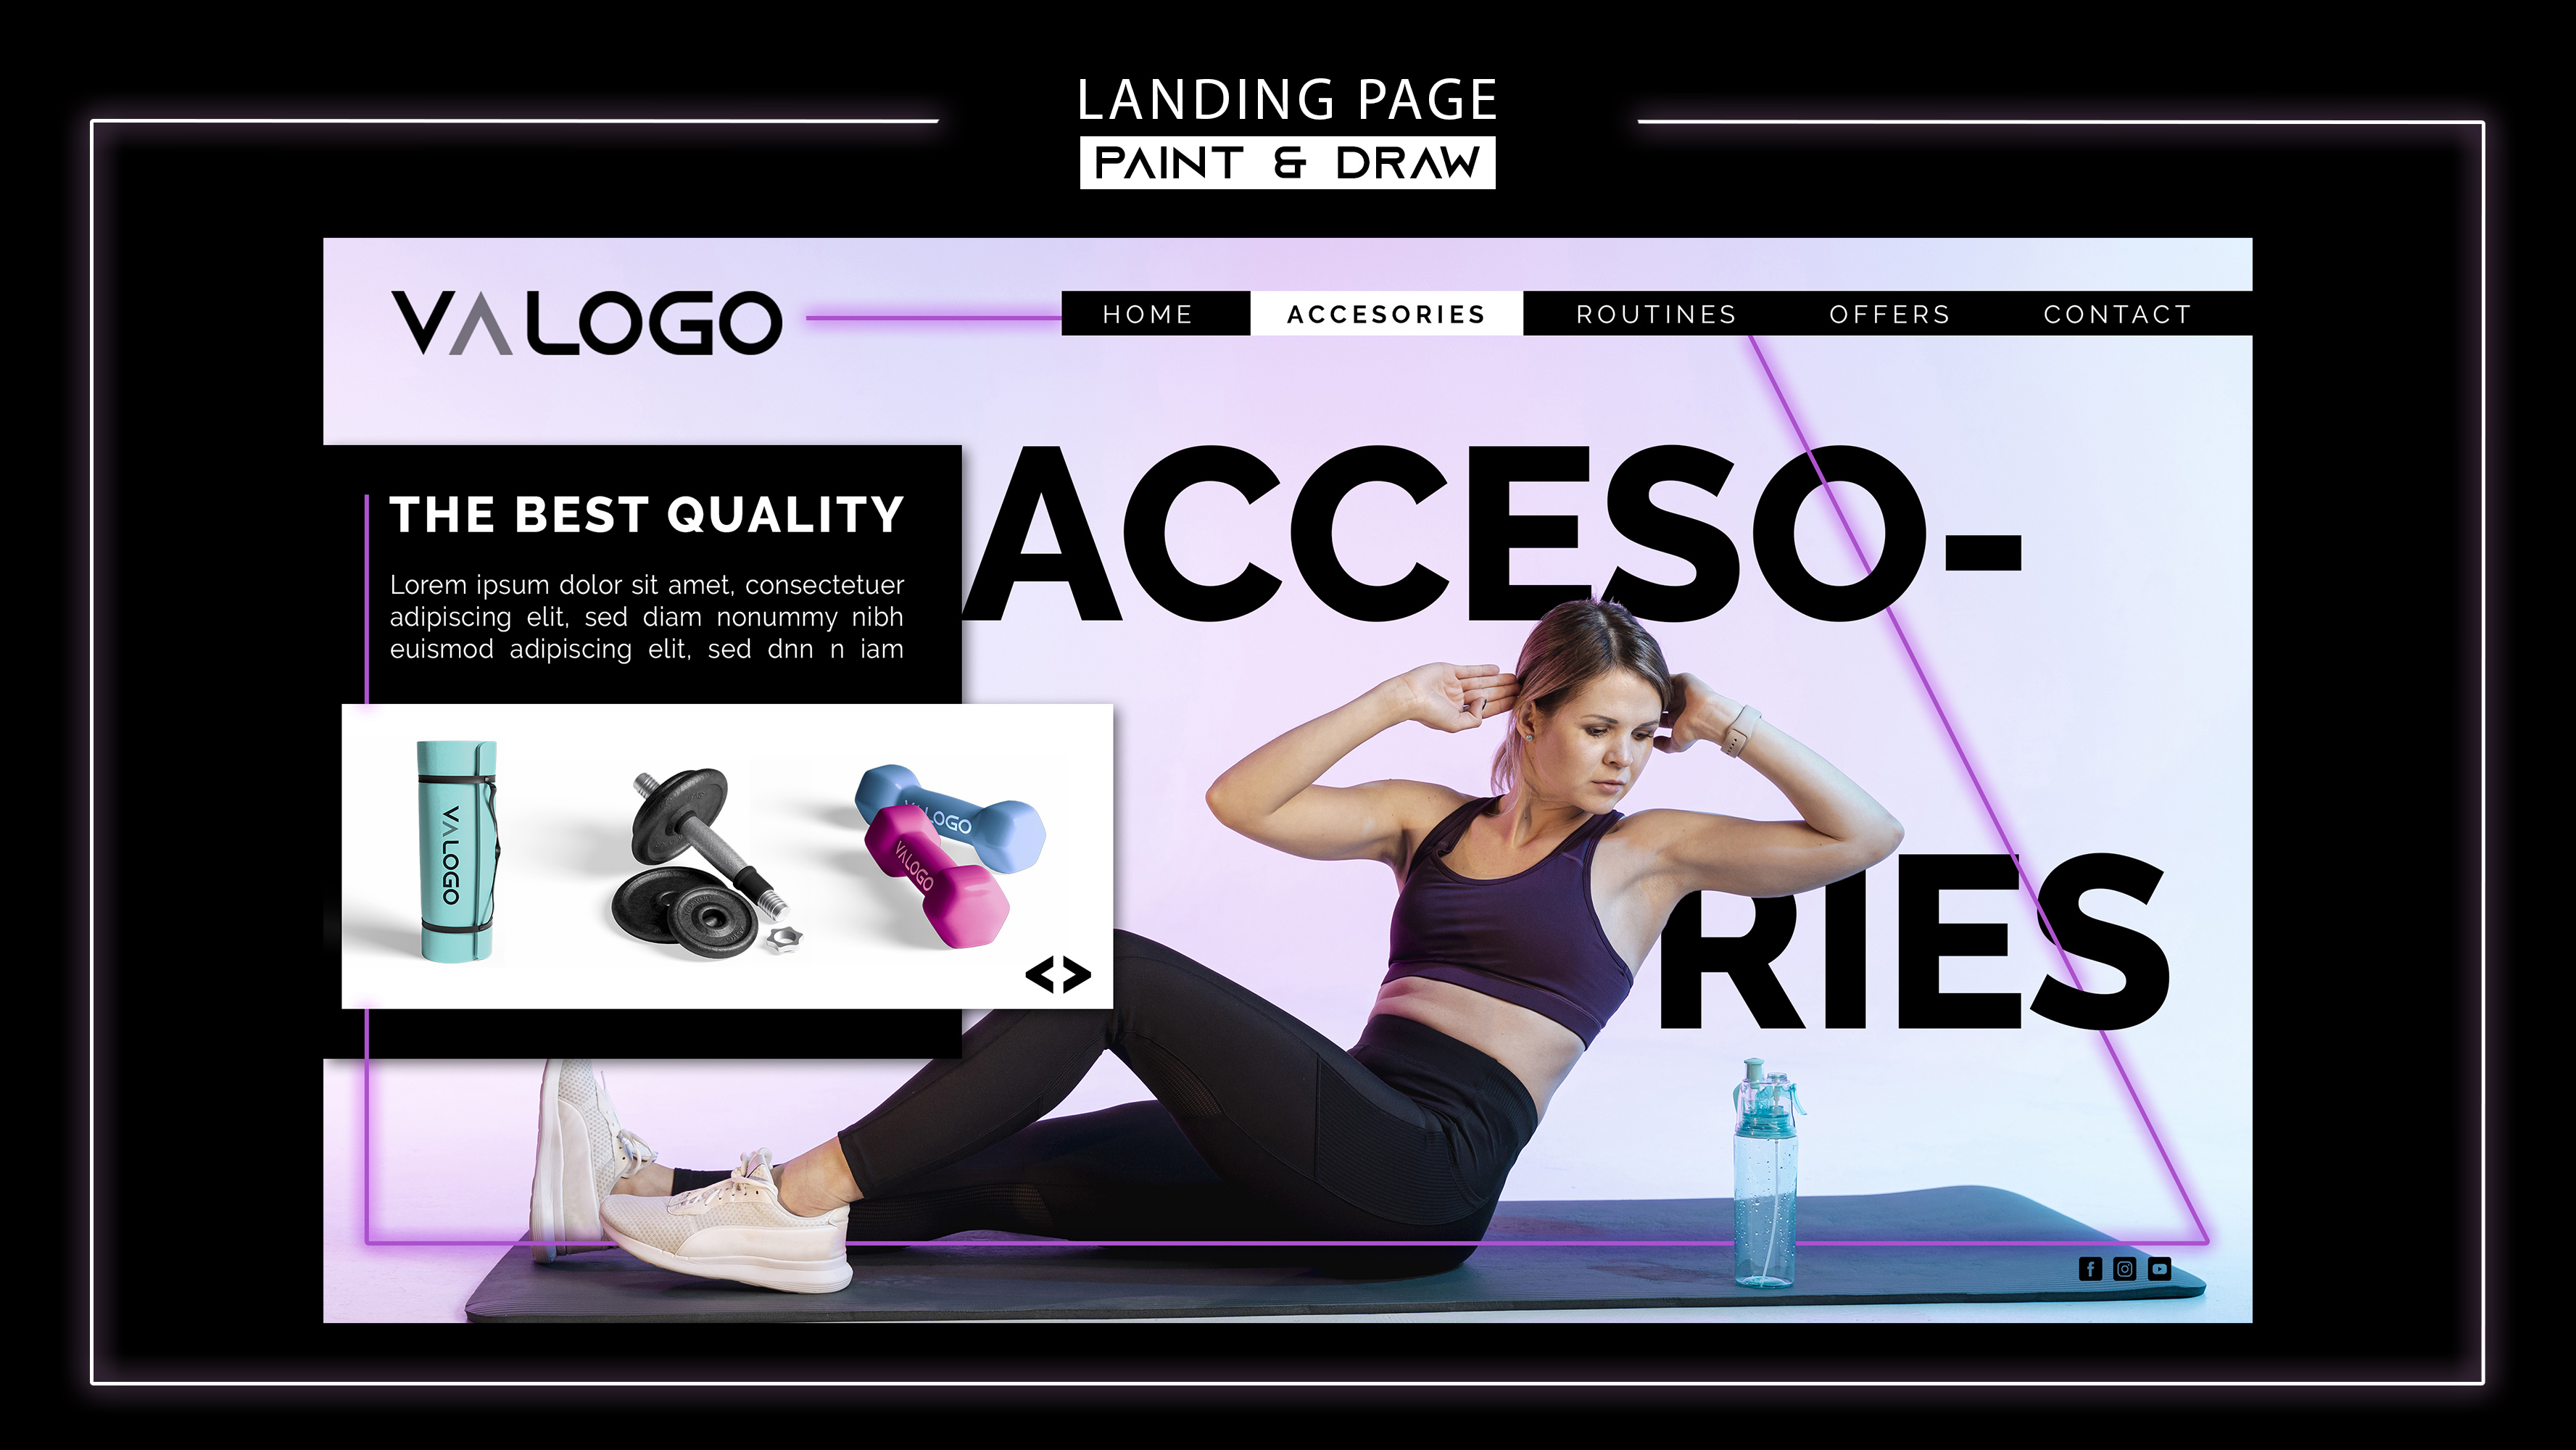 LANDING PAGE
PAINT & DRAW
VALOGO
HOME ACCESORIES ROUTINES OFFERS CONTACT
ACCESO-
RIES
THE BEST QUALITY
Lorem ipsum dolor sit amet, consectetuer
adipiscing elit, sed diam nonummy nibh
euismod adipiscing elit, sed dnn n iam
VALOGO
VALOGO
VALOGO